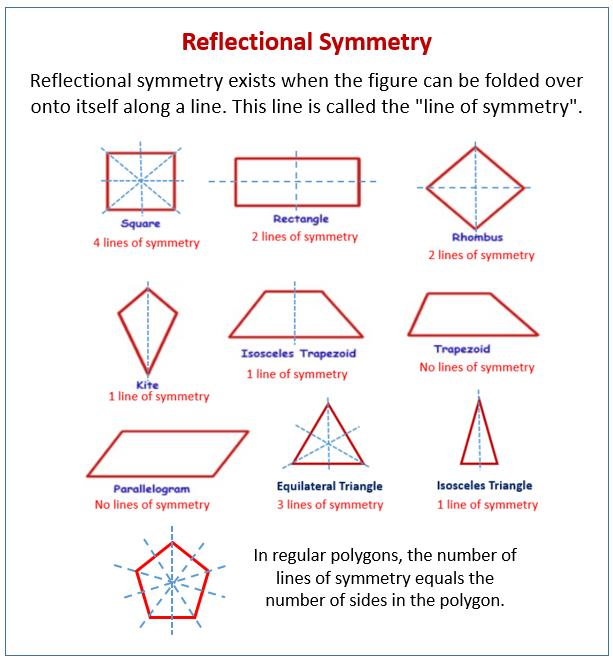 Reflectional Symmetry
Reflectional symmetry exists when the figure can be folded over
onto itself along a line. This line is called the "line of symmetry".
Square
4 lines of symmetry
Rectangle
2 lines of symmetry
Rhombus
2 lines of symmetry
Kite
1 line of symmetry
Isosceles Trapezoid
1 line of symmetry
Trapezoid
No lines of symmetry
Parallelogram
No lines of symmetry
Equilateral Triangle
3 lines of symmetry
Isosceles Triangle
1 line of symmetry
In regular polygons, the number of
lines of symmetry equals the
number of sides in the polygon.